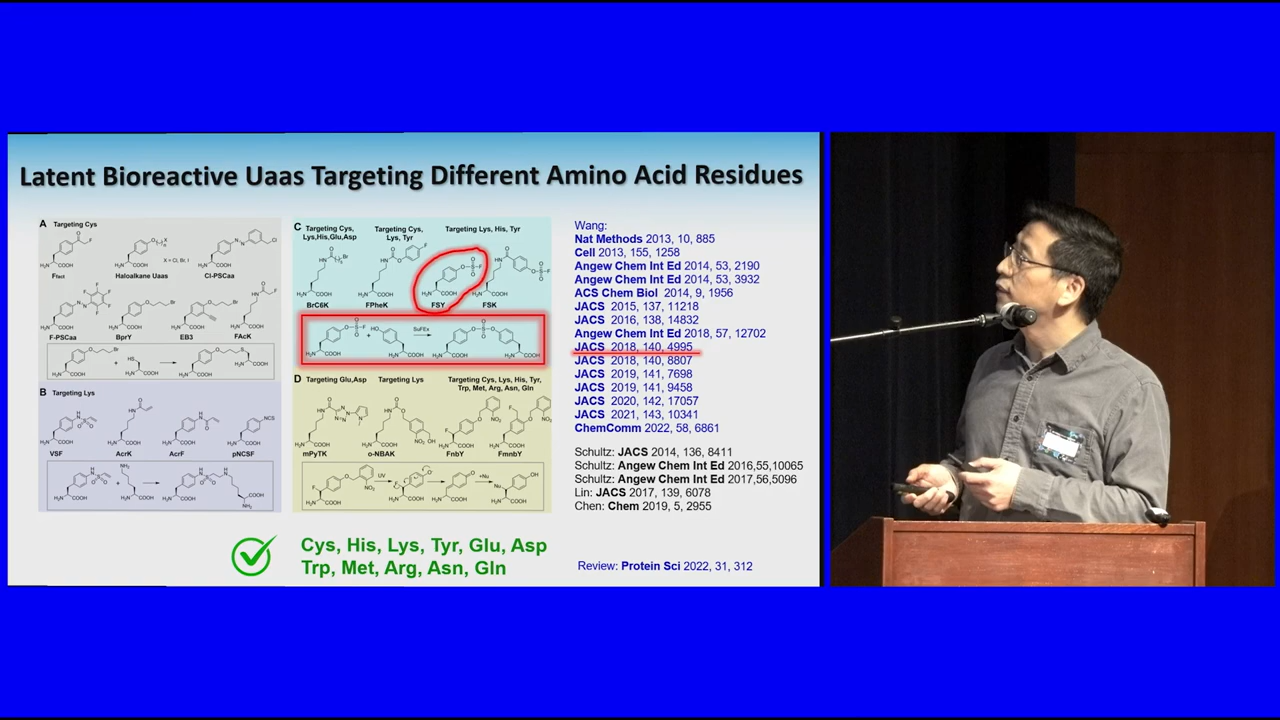 Latent Bioreactive Uaas Targeting Different Amino Acid Residues
A Targeting Cys
Ffact
Haloalkane Uaas
X = Cl, Br, I
Cl-PSCaa
F-PSCaa
BprY
EB3
FAcK
B Targeting Lys
VSF
AcrK
AcrF
pNCSF
C Targeting Cys,
Lys,His,Glu,Asp
Targeting Cys,
Lys, Tyr
Targeting Lys, His, Tyr
BrC6K
FPheK
FSY
FSK
SuFEx
D Targeting Glu,Asp
Targeting Lys
Targeting Cys, Lys, His, Tyr,
Trp, Met, Arg, Asn, Gln
mPyTK
o-NBAK
FnbY
FmnbY
UV
+Nu
Wang:
Nat Methods 2013, 10, 885
Cell 2013, 155, 1258
Angew Chem Int Ed 2014, 53, 2190
Angew Chem Int Ed 2014, 53, 3932
ACS Chem Biol 2014, 9, 1956
JACS 2015, 137, 11218
JACS 2016, 138, 14832
Angew Chem Int Ed 2018, 57, 12702
JACS 2018, 140, 4995
JACS 2018, 140, 8807
JACS 2019, 141, 7698
JACS 2019, 141, 9458
JACS 2020, 142, 17057
JACS 2021, 143, 10341
ChemComm 2022, 58, 6861
Schultz: JACS 2014, 136, 8411
Schultz: Angew Chem Int Ed 2016,55,10065
Schultz: Angew Chem Int Ed 2017,56,5096
Lin: JACS 2017, 139, 6078
Chen: Chem 2019, 5, 2955
Cys, His, Lys, Tyr, Glu, Asp
Trp, Met, Arg, Asn, Gln
Review: Protein Sci 2022, 31, 312